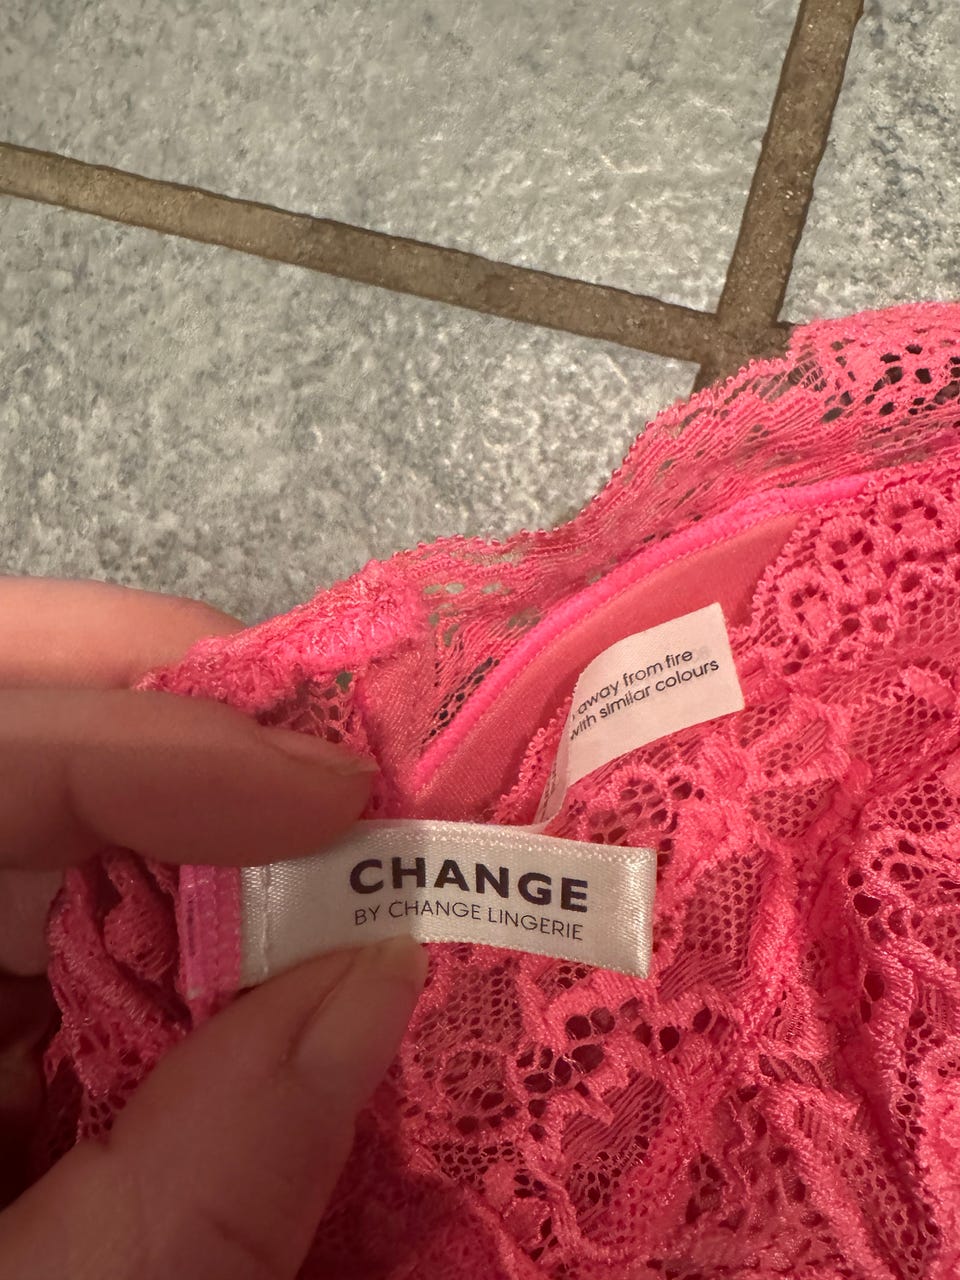 away from fire
with similar colours
CHANGE
BY CHANGE LINGERIE